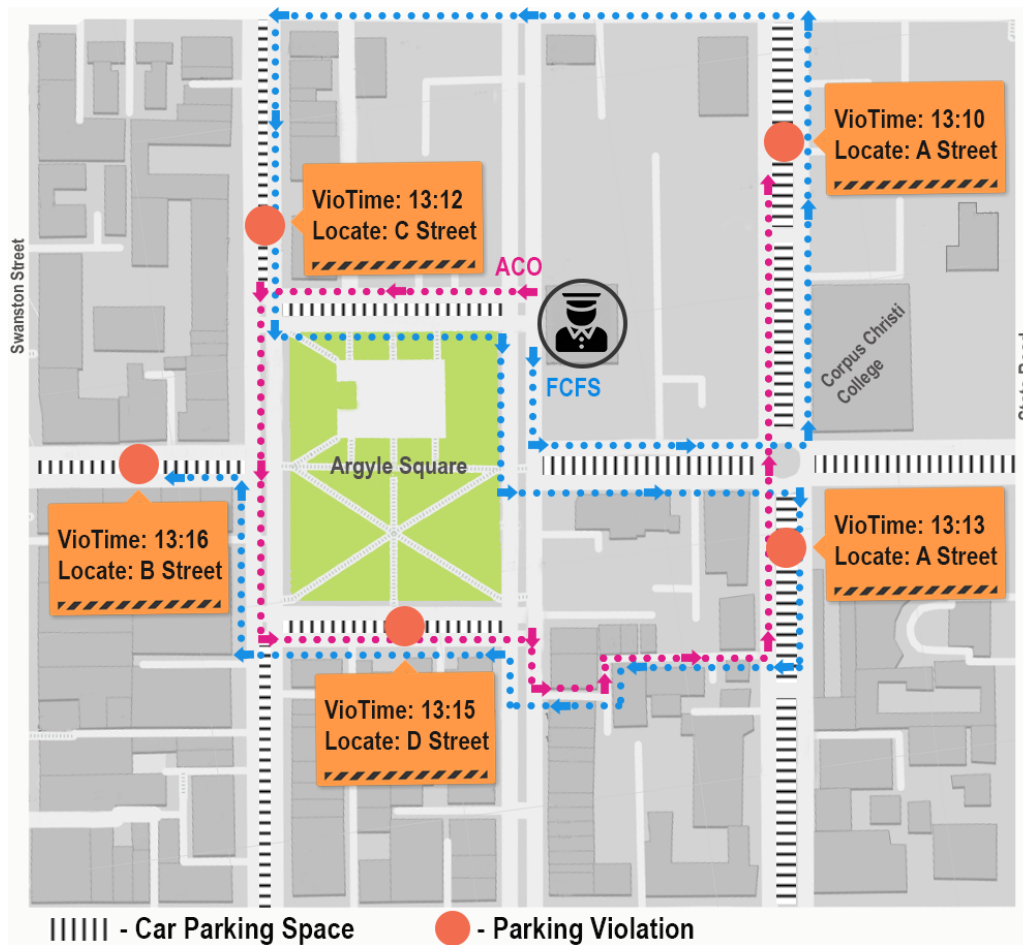 VioTime: 13:10
Locate: A Street
VioTime: 13:12
Locate: C Street
ACO
Swanston Street
FCFS
Corpus Christi
College
Argyle Square
VioTime: 13:16
Locate: B Street
VioTime: 13:13
Locate: A Street
VioTime: 13:15
Locate: D Street
- Car Parking Space
- Parking Violation